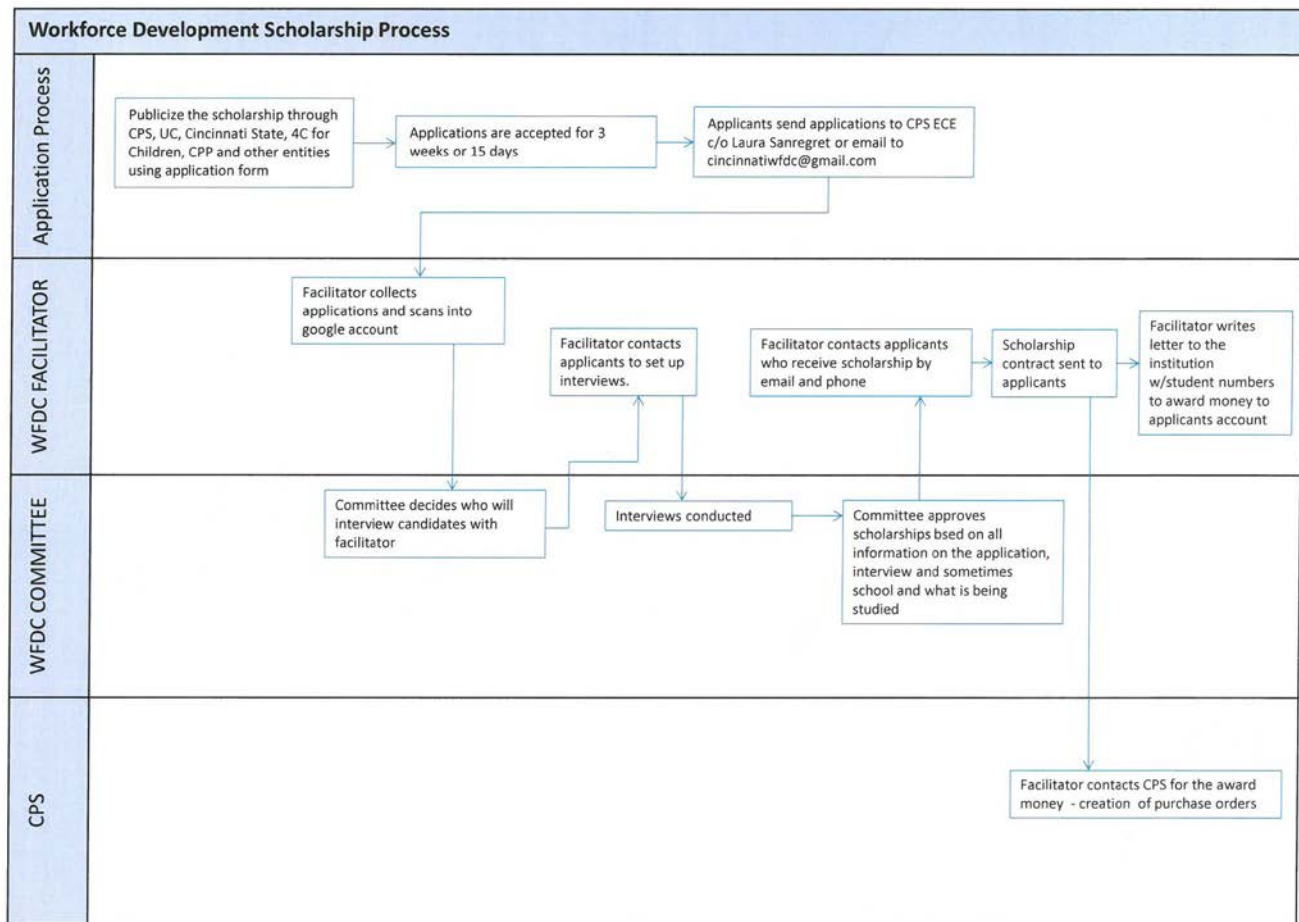 Workforce Development Scholarship Process
Application Process
Publicize the scholarship through
CPS, UC, Cincinnati State, 4C for
Children, CPP and other entities
using application form
Applications are accepted for 3
weeks or 15 days
Applicants send applications to CPS ECE
c/o Laura Sanregret or email to
cincinnatiwfdc@gmail.com
WFDC FACILITATOR
Facilitator collects
applications and scans into
google account
Facilitator contacts
applicants to set up
interviews.
Facilitator contacts applicants
who receive scholarship by
email and phone
Scholarship
contract sent to
applicants
Facilitator writes
letter to the
institution
w/student numbers
to award money to
applicants account
WFDC COMMITTEE
Committee decides who will
interview candidates with
facilitator
Interviews conducted
Committee approves
scholarships bsed on all
information on the application,
interview and sometimes
school and what is being
studied
CPS
Facilitator contacts CPS for the award
money - creation of purchase orders